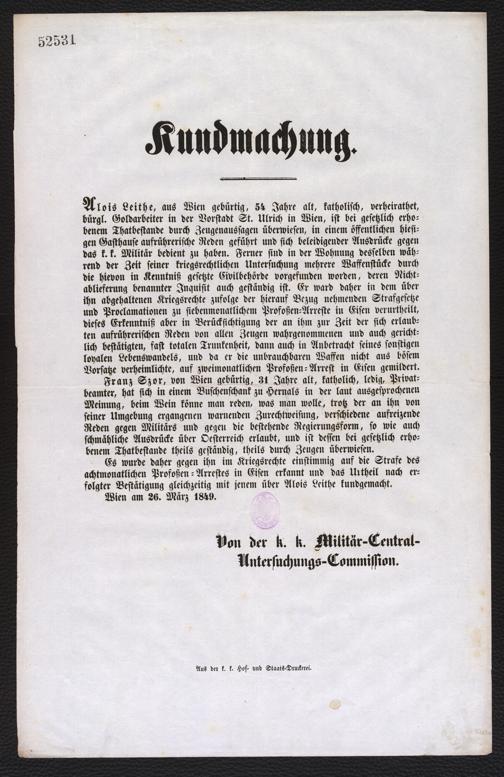 52531
Kundmachung.
Alois Leithe, aus Wien gebürtig, 54 Jahre alt, katholisch, verheirathet,
bürgl. Goldarbeiter in der Vorstadt St. Ulrich in Wien, ist bei gesetzlich erho-
benem Thatbestande durch Zeugenaussagen überwiesen, in einem öffentlichen hiesi-
gen Gasthause aufrührerische Reden geführt und sich beleidigender Ausdrücke gegen
das k. k. Militär bedient zu haben. Ferner sind in der Wohnung desselben wäh-
rend der Zeit seiner kriegsrechtlichen Untersuchung mehrere Waffenstücke durch
die hievon in Kenntniß gesetzte Civilbehörde vorgefunden worden, deren Nicht-
ablieferung benannter Inquisit auch geständig ist. Er ward daher in dem über
ihn abgehaltenen Kriegsrechte zufolge der hierauf Bezug nehmenden Strafgesetze
und Proclamationen zu siebenmonatlichem Profoßen-Arreste in Eisen verurtheilt,
dieses Erkenntniß aber in Berücksichtigung der an ihm zur Zeit der sich erlaub-
ten aufrührerischen Reden von allen Zeugen wahrgenommenen und auch gericht-
lich bestätigten, fast totalen Trunkenheit, dann auch in Anbetracht seines sonstigen
loyalen Lebenswandels, und da er die unbrauchbaren Waffen nicht aus bösem
Vorsatze verheimlichte, auf zweimonatlichen Profoßen-Arrest in Eisen gemildert.
Franz Szor, von Wien gebürtig, 31 Jahre alt, katholisch, ledig, Privat-
beamter, hat sich in einem Buschenschank zu Hernals in der laut ausgesprochenen
Meinung, beim Wein könne man reden, was man wolle, trotz der an ihn von
seiner Umgebung ergangenen warnenden Zurechtweisung, verschiedene aufreizende
Reden gegen Militärs und gegen die bestehende Regierungsform, so wie auch
schmähliche Ausdrücke über Oesterreich erlaubt, und ist dessen bei gesetzlich erho-
benem Thatbestande theils geständig, theils durch Zeugen überwiesen.
Es wurde daher gegen ihn im Kriegsrechte einstimmig auf die Strafe des
achtmonatlichen Profoßen-Arrestes in Eisen erkannt und das Urtheil nach er-
folgter Bestätigung gleichzeitig mit jenem über Alois Leithe kundgemacht.
Wien am 26. März 1849.
Von der k. k. Militär-Central-
Untersuchungs-Commission.
Aus der k. k. Hof- und Staats-Druckerei.